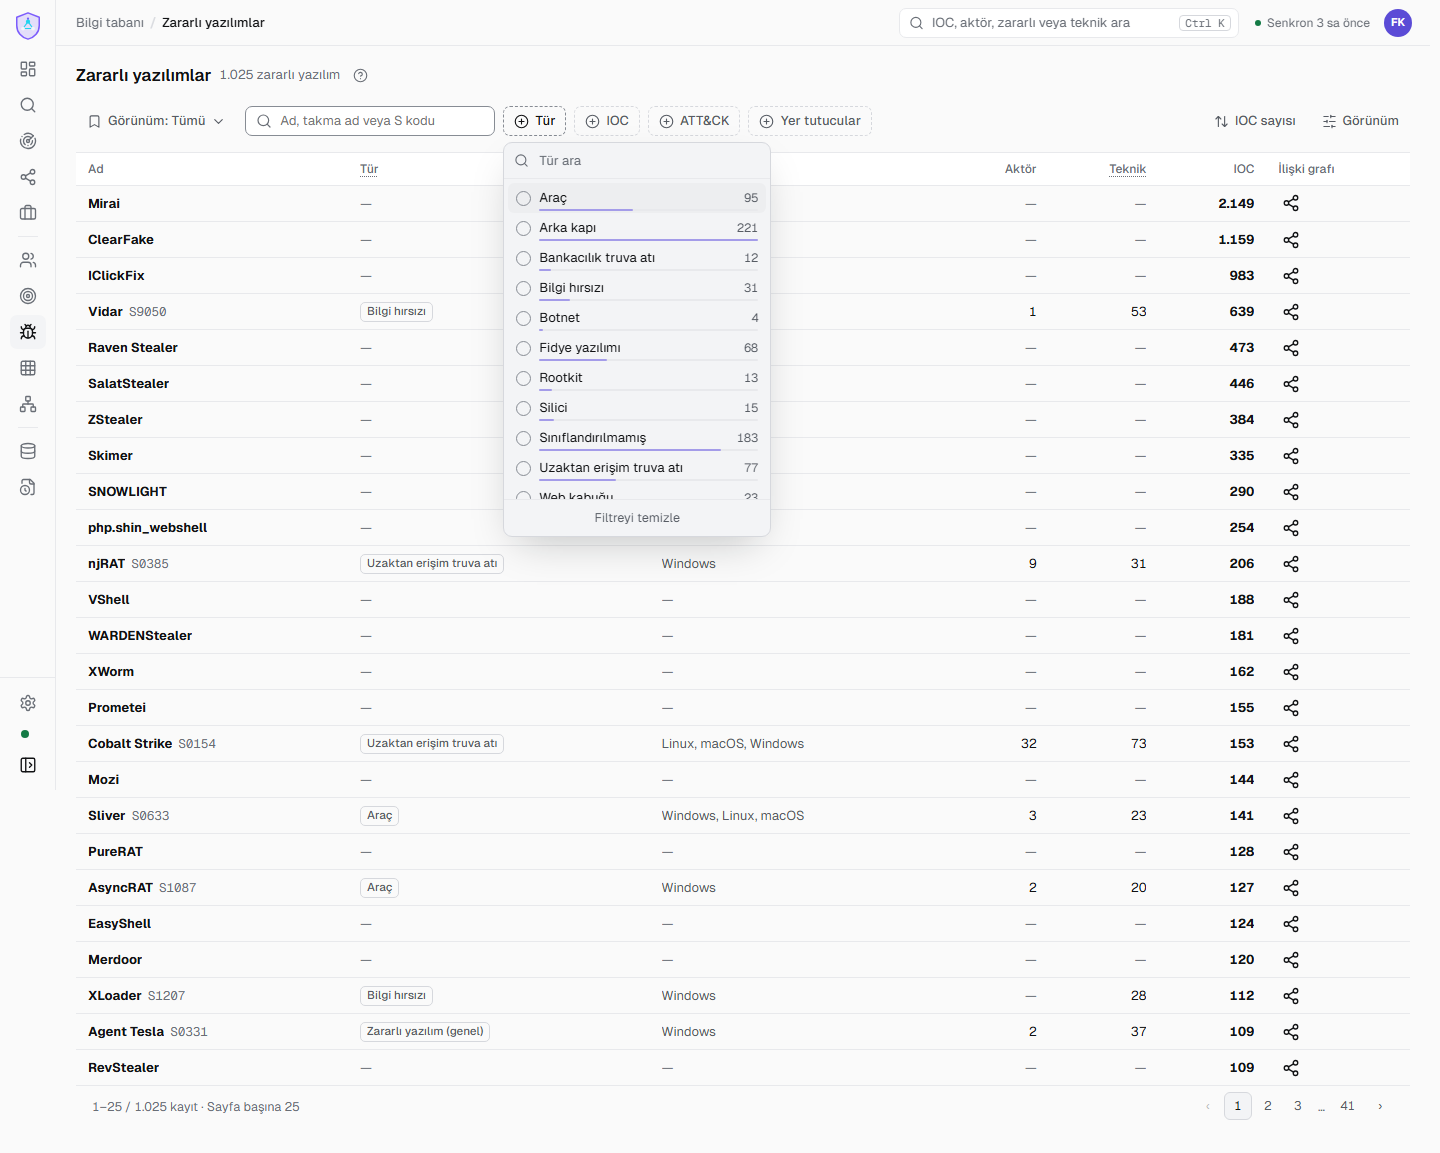 Bilgi tabanı / Zararlı yazılımlar
IOC, aktör, zararlı veya teknik ara
Ctrl K
Senkron 3 sa önce
FK
Zararlı yazılımlar 1.025 zararlı yazılım
Görünüm: Tümü
Ad, takma ad veya S kodu
Tür
IOC
ATT&CK
Yer tutucular
IOC sayısı
Görünüm
Ad Tür Aktör Teknik IOC İlişki grafı
Tür ara
Araç 95
Arka kapı 221
Bankacılık truva atı 12
Bilgi hırsızı 31
Botnet 4
Fidye yazılımı 68
Rootkit 13
Silici 15
Sınıflandırılmamış 183
Uzaktan erişim truva atı 77
Web kabuğu 23
Filtreyi temizle
Mirai — — — 2.149
ClearFake — — — 1.159
IClickFix — — — 983
Vidar S9050 Bilgi hırsızı 1 53 639
Raven Stealer — — — 473
SalatStealer — — — 446
ZStealer — — — 384
Skimer — — — 335
SNOWLIGHT — — — 290
php.shin_webshell — — — 254
njRAT S0385 Uzaktan erişim truva atı Windows 9 31 206
VShell — — — — 188
WARDENStealer — — — — 181
XWorm — — — — 162
Prometei — — — — 155
Cobalt Strike S0154 Uzaktan erişim truva atı Linux, macOS, Windows 32 73 153
Mozi — — — — 144
Sliver S0633 Araç Windows, Linux, macOS 3 23 141
PureRAT — — — — 128
AsyncRAT S1087 Araç Windows 2 20 127
EasyShell — — — — 124
Merdoor — — — — 120
XLoader S1207 Bilgi hırsızı Windows — 28 112
Agent Tesla S0331 Zararlı yazılım (genel) Windows 2 37 109
RevStealer — — — — 109
1–25 / 1.025 kayıt · Sayfa başına 25
‹ 1 2 3 … 41 ›